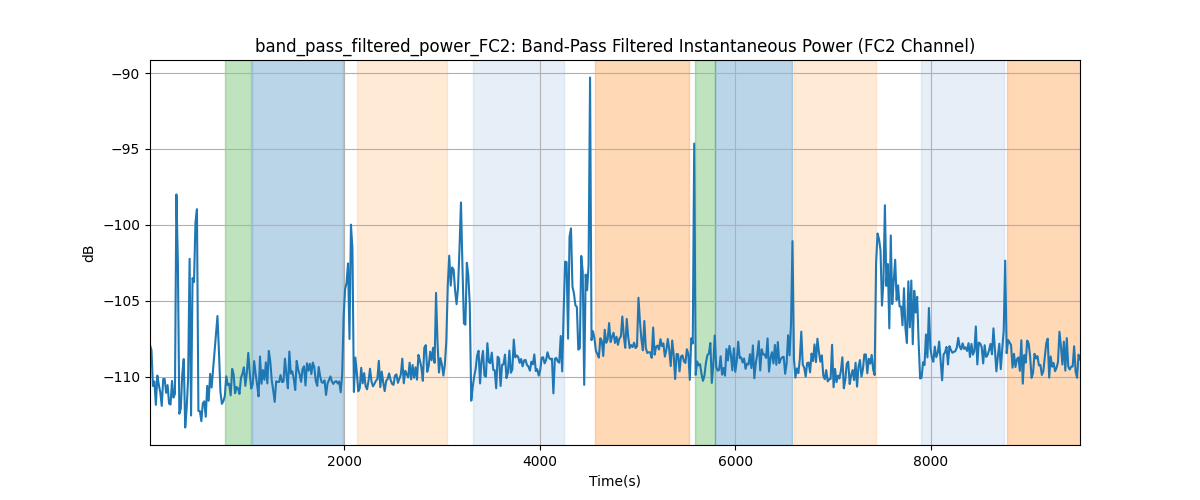 band_pass_filtered_power_FC2: Band-Pass Filtered Instantaneous Power (FC2 Channel)
−90
−95
−100
−105
−110
dB
2000 4000 6000 8000
Time(s)